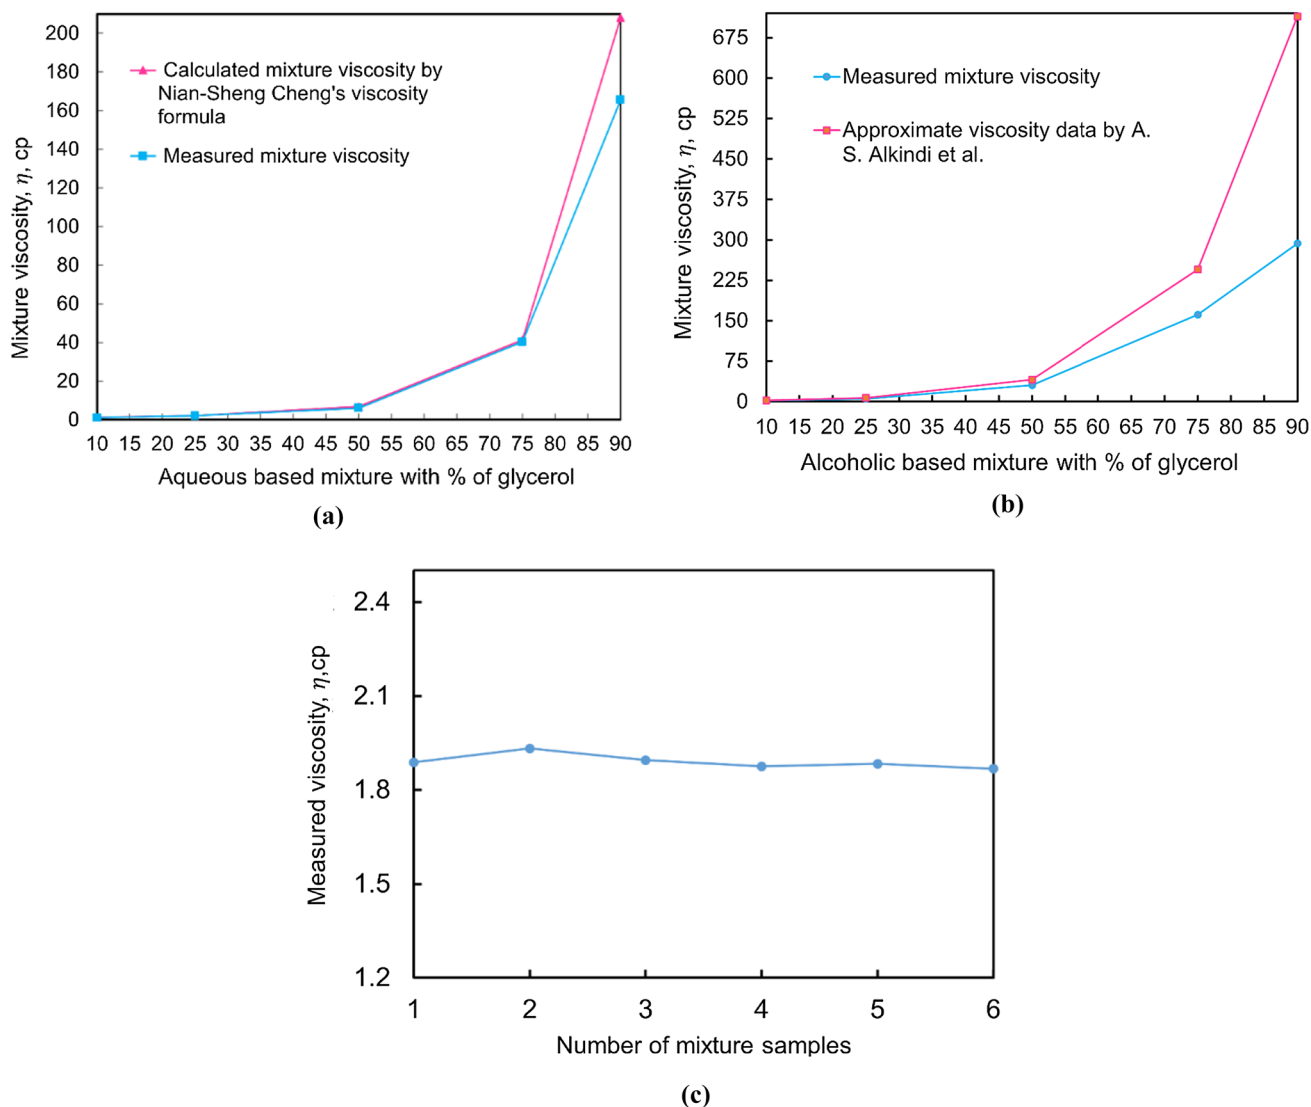 200
180
160
140
120
100
80
60
40
20
0
Mixture viscosity, η, cp
Calculated mixture viscosity by
Nian-Sheng Cheng's viscosity
formula
Measured mixture viscosity
10 15 20 25 30 35 40 45 50 55 60 65 70 75 80 85 90
Aqueous based mixture with % of glycerol
(a)
675
600
525
450
375
300
225
150
75
0
Mixture viscosity, η, cp
Measured mixture viscosity
Approximate viscosity data by A.
S. Alkindi et al.
10 15 20 25 30 35 40 45 50 55 60 65 70 75 80 85 90
Alcoholic based mixture with % of glycerol
(b)
2.4
2.1
1.8
1.5
1.2
Measured viscosity, η,cp
1 2 3 4 5 6
Number of mixture samples
(c)